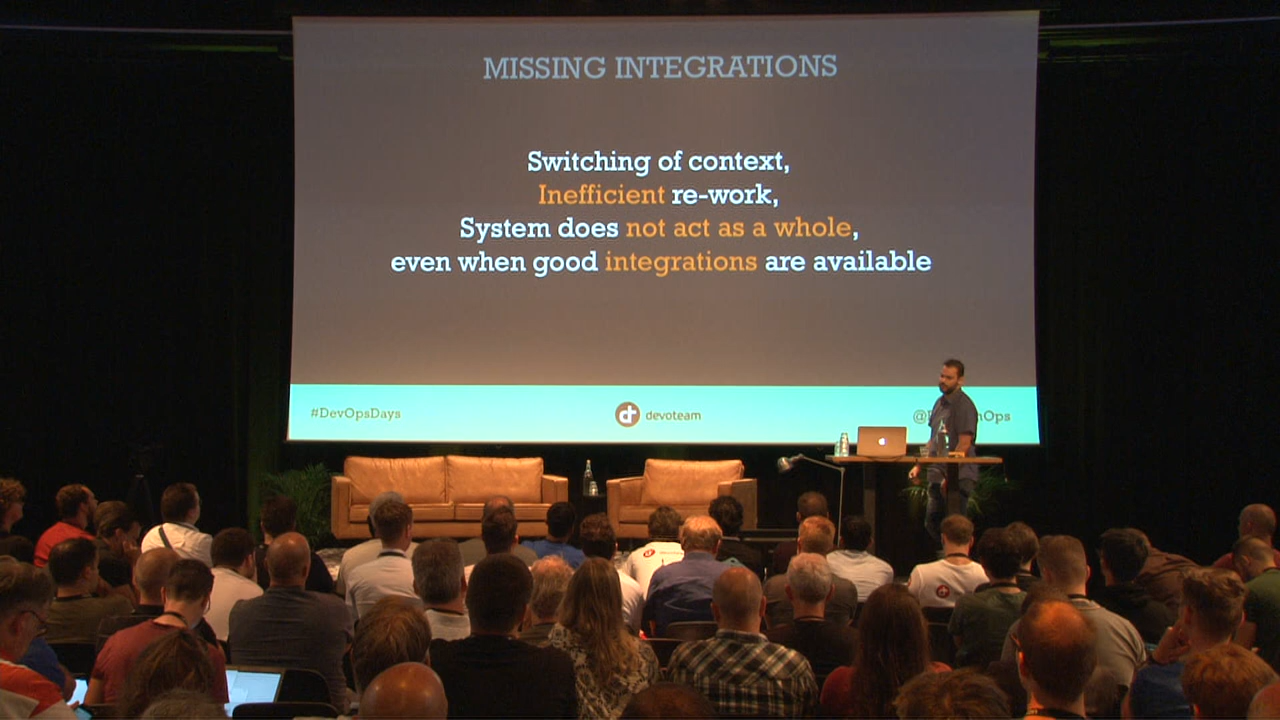 MISSING INTEGRATIONS
Switching of context,
Inefficient re-work,
System does not act as a whole,
even when good integrations are available
#DevOpsDays
devoteam